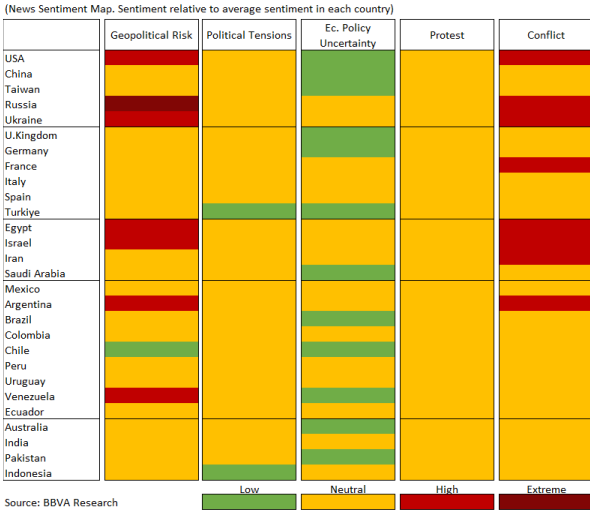 (News Sentiment Map. Sentiment relative to average sentiment in each country)
Geopolitical Risk Political Tensions Ec. Policy Uncertainty Protest Conflict
USA
China
Taiwan
Russia
Ukraine
U.Kingdom
Germany
France
Italy
Spain
Turkiye
Egypt
Israel
Iran
Saudi Arabia
Mexico
Argentina
Brazil
Colombia
Chile
Peru
Uruguay
Venezuela
Ecuador
Australia
India
Pakistan
Indonesia
Low Neutral High Extreme
Source: BBVA Research